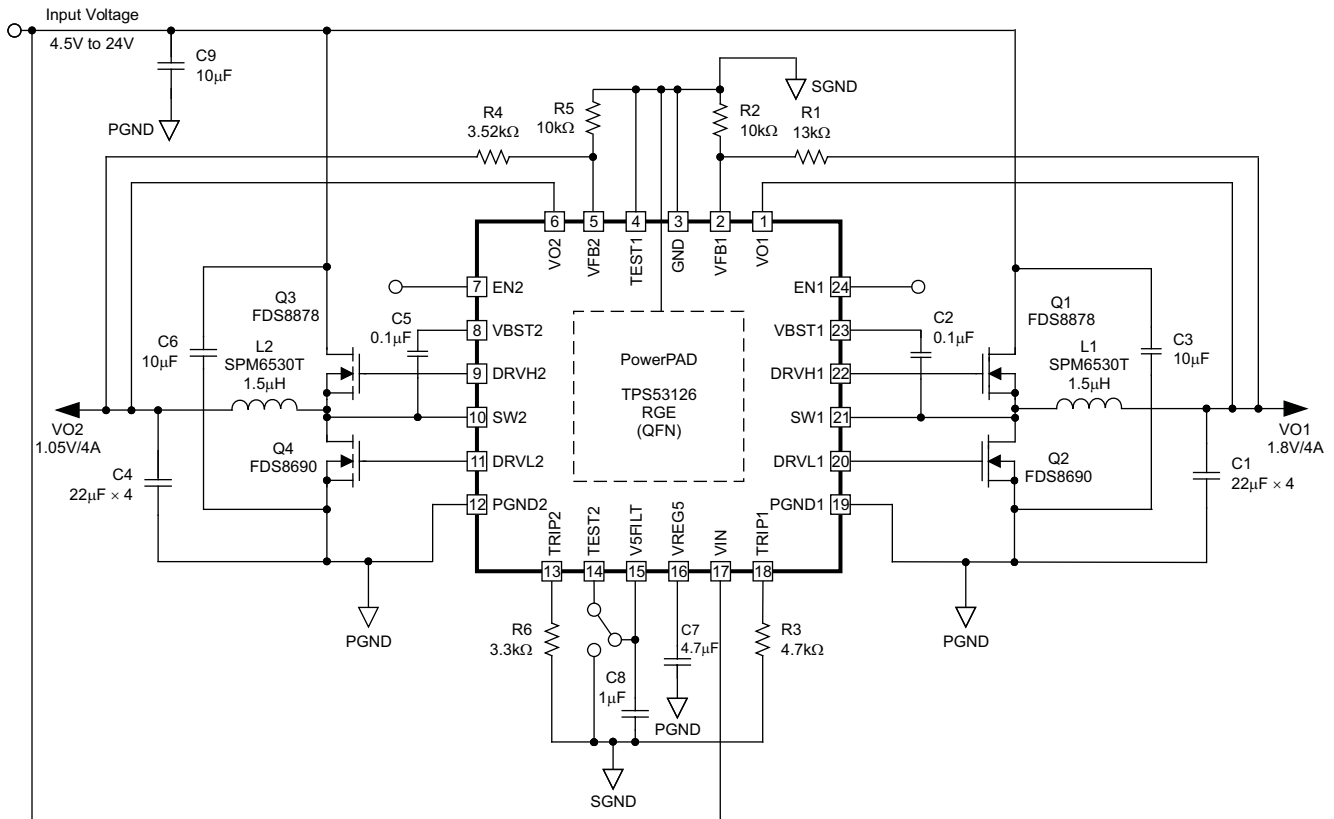 Input Voltage
4.5V to 24V
C9
10μF
PGND
SGND
R4
3.52kΩ
R5
10kΩ
R2
10kΩ
R1
13kΩ
6
5
4
3
2
1
VO2
VFB2
TEST1
GND
VFB1
VO1
7
EN2
EN1
24
8
VBST2
VBST1
23
9
DRVH2
DRVH1
22
10
SW2
SW1
21
11
DRVL2
DRVL1
20
12
PGND2
PGND1
19
PowerPAD
TPS53126
RGE
(QFN)
Q3
FDS8878
C5
0.1μF
C6
10μF
L2
SPM6530T
1.5μH
VO2
1.05V/4A
Q4
FDS8690
C4
22μF × 4
PGND
C2
0.1μF
Q1
FDS8878
C3
10μF
L1
SPM6530T
1.5μH
VO1
1.8V/4A
Q2
FDS8690
C1
22μF × 4
PGND
TRIP2
TEST2
V5FILT
VREG5
VIN
TRIP1
13
14
15
16
17
18
R6
3.3kΩ
C8
1μF
C7
4.7μF
PGND
R3
4.7kΩ
SGND